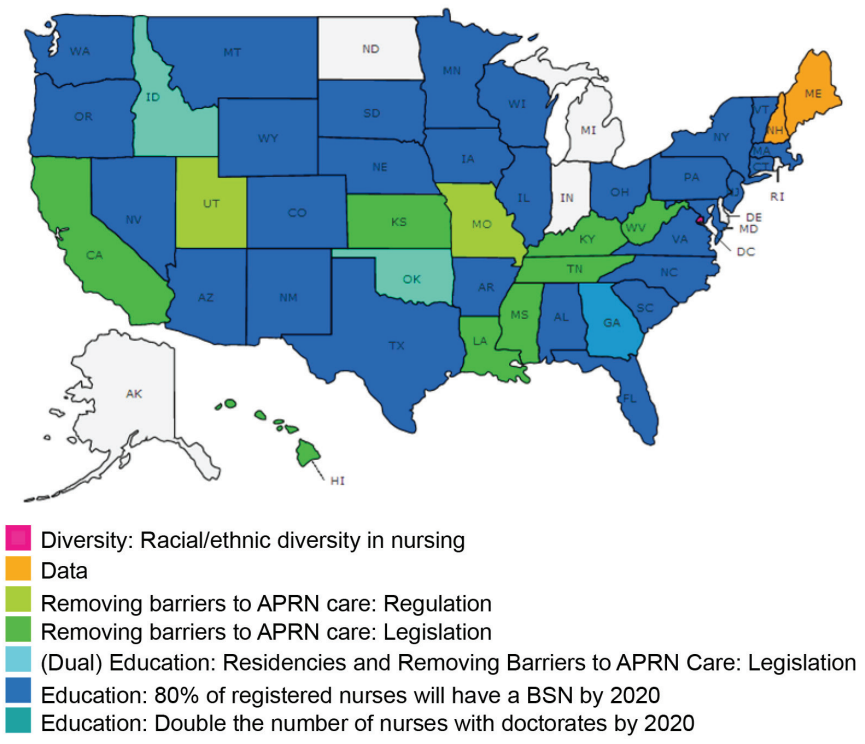 WA
MT
ND
MN
ME
ID
OR
SD
WI
VT
NH
WY
MI
NY
MA
CT
IA
NE
PA
RI
UT
NV
CO
IL
IN
OH
NJ
DE
MD
DC
KS
MO
WV
VA
KY
CA
TN
NC
OK
AZ
NM
AR
SC
MS
AL
GA
TX
LA
AK
FL
HI
Diversity: Racial/ethnic diversity in nursing
Data
Removing barriers to APRN care: Regulation
Removing barriers to APRN care: Legislation
(Dual) Education: Residencies and Removing Barriers to APRN Care: Legislation
Education: 80% of registered nurses will have a BSN by 2020
Education: Double the number of nurses with doctorates by 2020